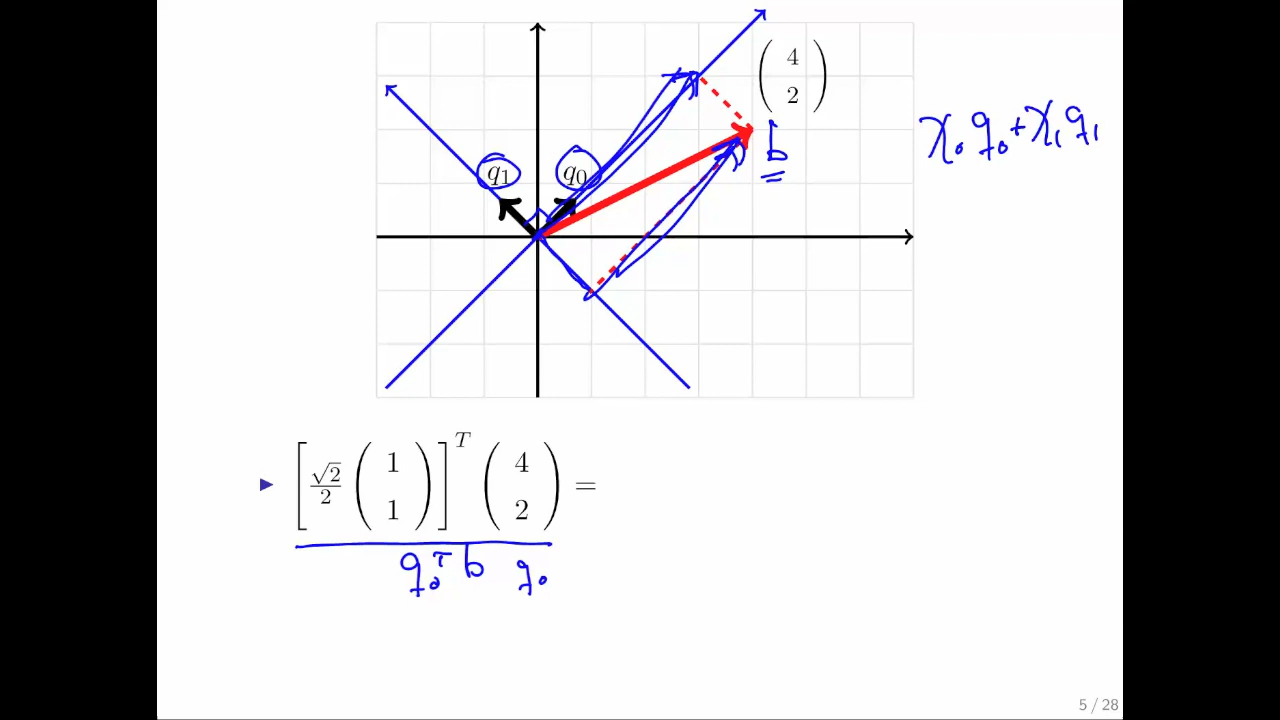 ( 4
2 )
χ₀ q₀ + χ₁ q₁
b
q₁ q₀
▶ [ √2/2 ( 1
1 ) ]ᵀ ( 4
2 ) =
q₀ᵀ b q₀
5 / 28